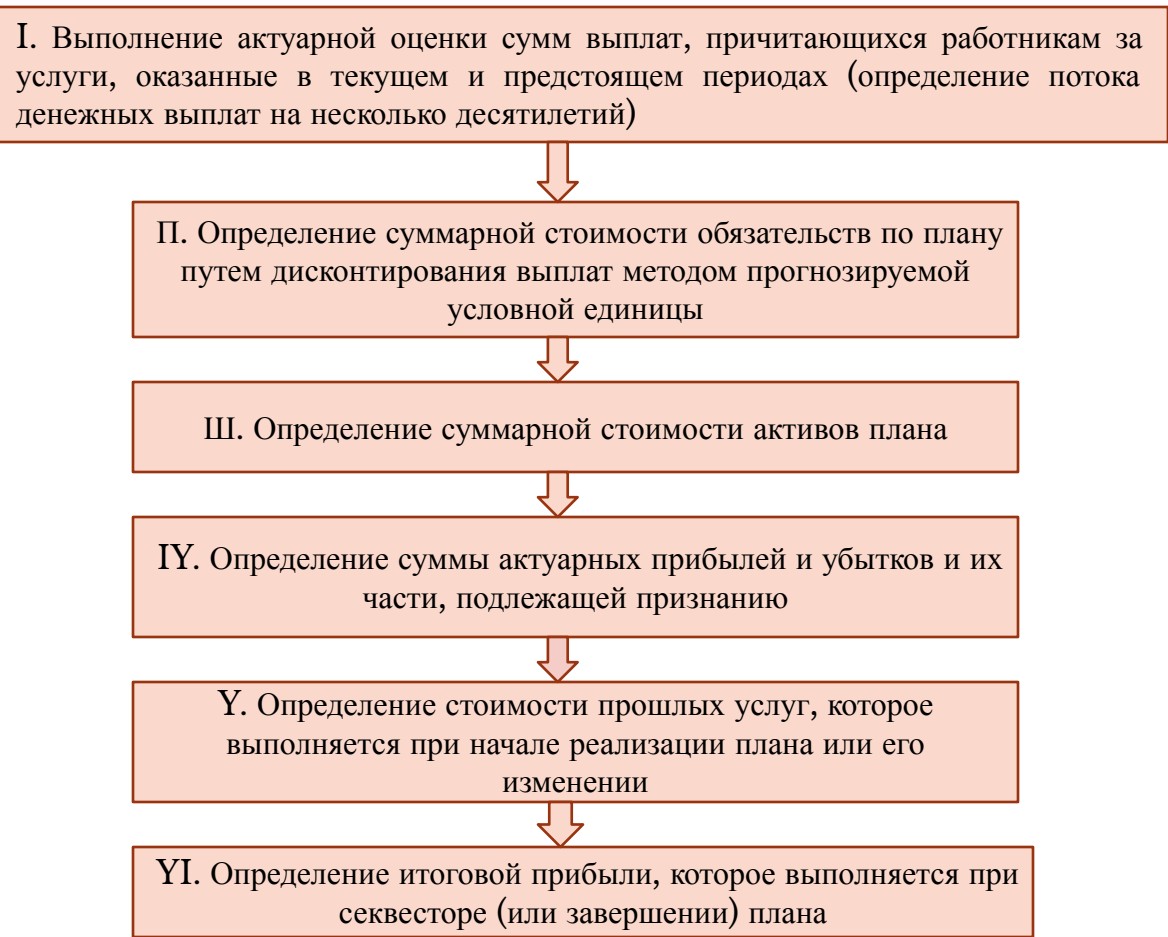 I. Выполнение актуарной оценки сумм выплат, причитающихся работникам за
услуги, оказанные в текущем и предстоящем периодах (определение потока
денежных выплат на несколько десятилетий)
П. Определение суммарной стоимости обязательств по плану
путем дисконтирования выплат методом прогнозируемой
условной единицы
Ш. Определение суммарной стоимости активов плана
IY. Определение суммы актуарных прибылей и убытков и их
части, подлежащей признанию
Y. Определение стоимости прошлых услуг, которое
выполняется при начале реализации плана или его
изменении
YI. Определение итоговой прибыли, которое выполняется при
секвесторе (или завершении) плана